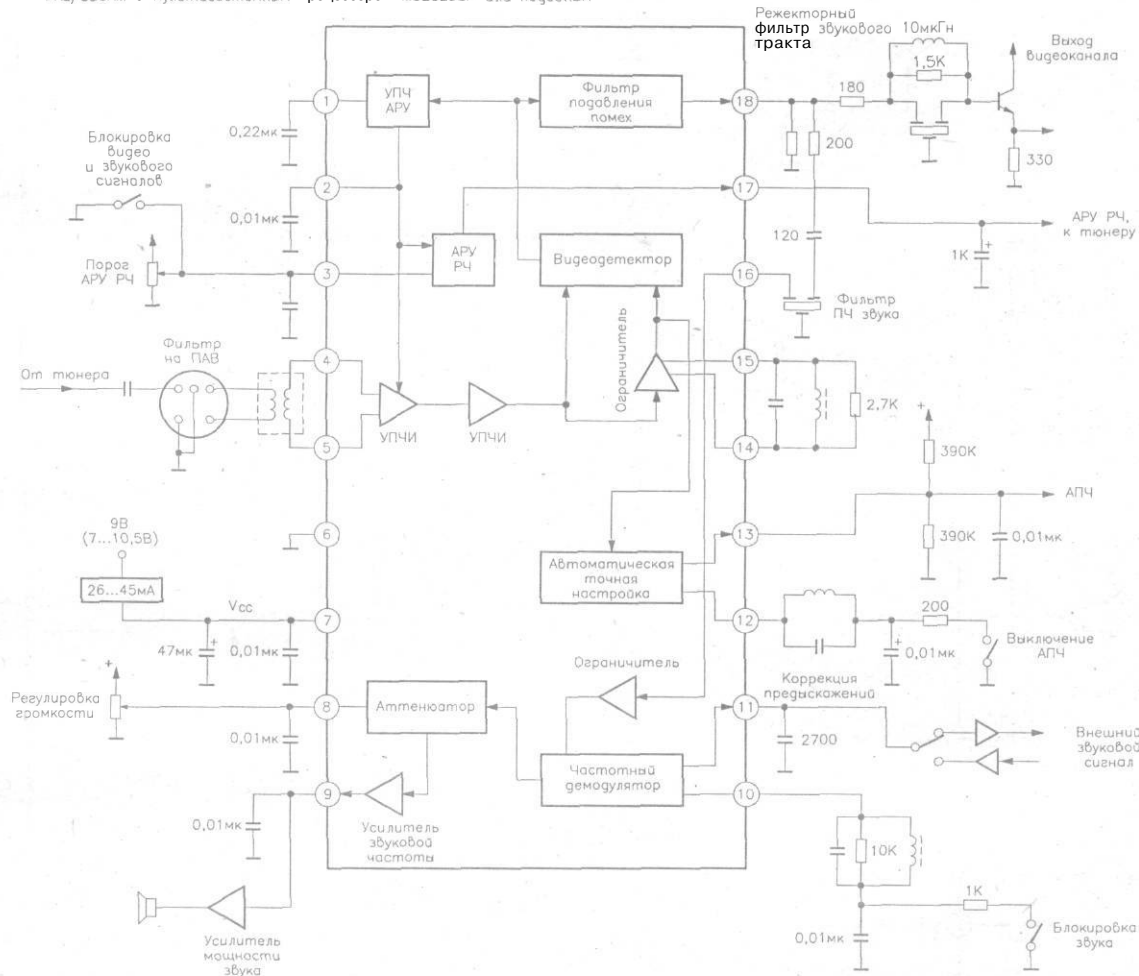 Режекторный
фильтр звукового
тракта
10мкГн
1,5К
Выход
видеоканала
180
18
200
330
1
УПЧ
АРУ
Фильтр
подавления
помех
0,22мк
Блокировка
видео
и звукового
сигналов
2
0,01мк
17
120
АРУ РЧ,
к тюнеру
1К
+
Порог
АРУ РЧ
3
АРУ
РЧ
Видеодетектор
16
Фильтр
ПЧ звука
Фильтр
на ПАВ
От тюнера
4
5
УПЧИ
УПЧИ
Ограничитель
15
14
2,7К
+
390К
АПЧ
390К
0,01мк
6
13
9В
(7...10,5В)
26...45мА
Vcc
7
47мк
+
0,01мк
Автоматическая
точная
настройка
12
200
+
0,01мк
Выключение
АПЧ
+
Регулировка
громкости
8
0,01мк
Аттенюатор
Ограничитель
11
Коррекция
предыскажений
2700
Внешний
звуковой
сигнал
9
0,01мк
Усилитель
звуковой
частоты
Частотный
демодулятор
10
10К
1К
0,01мк
Блокировка
звука
Усилитель
мощности
звука